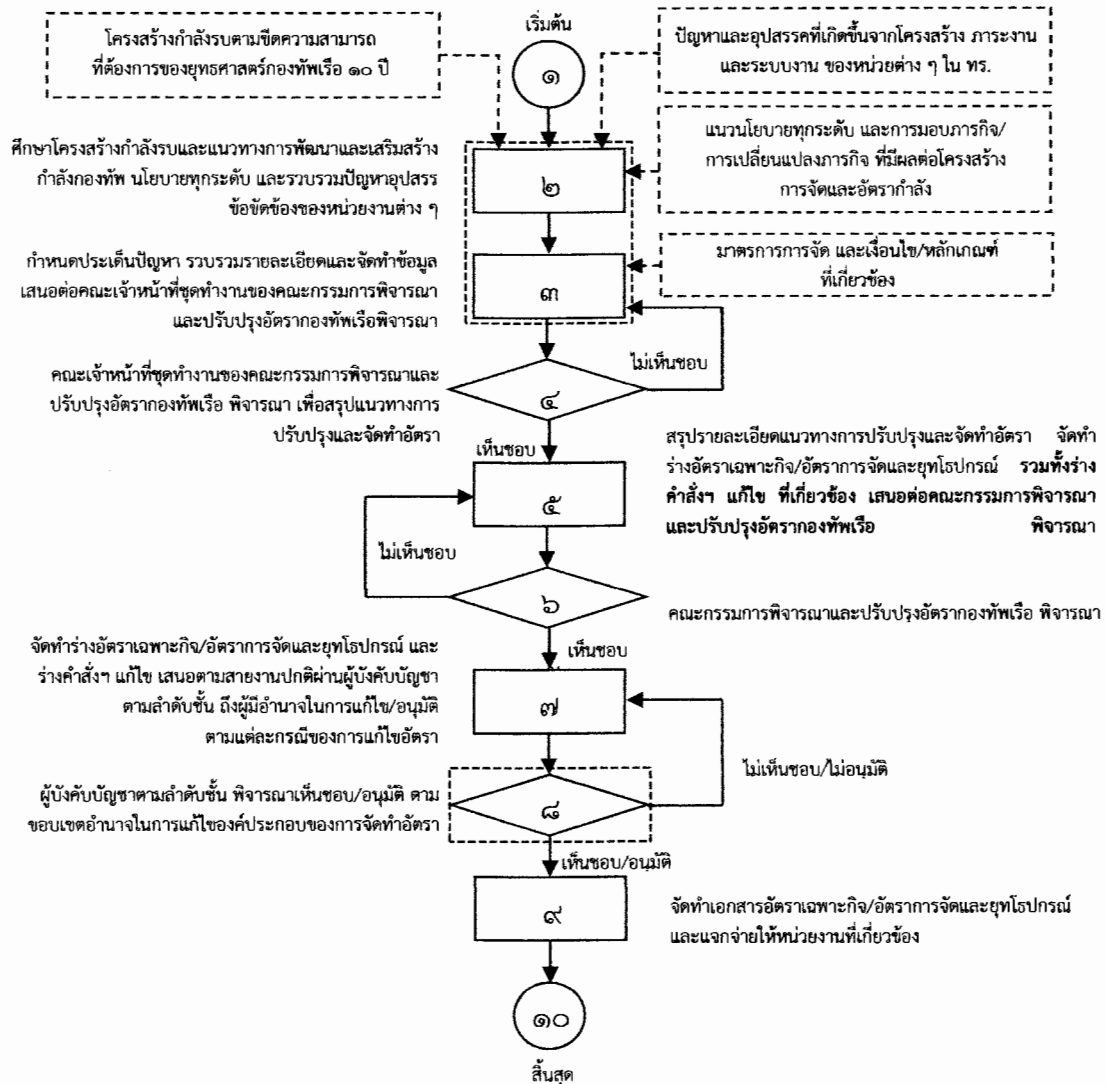 เริ่มต้น
๑
โครงสร้างกำลังรบตามขีดความสามารถ
ที่ต้องการของยุทธศาสตร์กองทัพเรือ ๑๐ ปี
ปัญหาและอุปสรรคที่เกิดขึ้นจากโครงสร้าง ภาระงาน
และระบบงาน ของหน่วยต่าง ๆ ใน ทร.
แนวนโยบายทุกระดับ และการมอบภารกิจ/
การเปลี่ยนแปลงภารกิจ ที่มีผลต่อโครงสร้าง
การจัดและอัตรากำลัง
ศึกษาโครงสร้างกำลังรบและแนวทางการพัฒนาและเสริมสร้าง
กำลังกองทัพ นโยบายทุกระดับ และรวบรวมปัญหาอุปสรร
ข้อขัดข้องของหน่วยงานต่าง ๆ
๒
มาตรการการจัด และเงื่อนไข/หลักเกณฑ์
ที่เกี่ยวข้อง
กำหนดประเด็นปัญหา รวบรวมรายละเอียดและจัดทำข้อมูล
เสนอต่อคณะเจ้าหน้าที่ชุดทำงานของคณะกรรมการพิจารณา
และปรับปรุงอัตรากองทัพเรือพิจารณา
๓
ไม่เห็นชอบ
คณะเจ้าหน้าที่ชุดทำงานของคณะกรรมการพิจารณาและ
ปรับปรุงอัตรากองทัพเรือ พิจารณา เพื่อสรุปแนวทางการ
ปรับปรุงและจัดทำอัตรา
๔
เห็นชอบ
สรุปรายละเอียดแนวทางการปรับปรุงและจัดทำอัตรา จัดทำ
ร่างอัตราเฉพาะกิจ/อัตราการจัดและยุทโธปกรณ์ รวมทั้งร่าง
คำสั่งฯ แก้ไข ที่เกี่ยวข้อง เสนอต่อคณะกรรมการพิจารณา
และปรับปรุงอัตรากองทัพเรือ พิจารณา
๕
ไม่เห็นชอบ
๖
คณะกรรมการพิจารณาและปรับปรุงอัตรากองทัพเรือ พิจารณา
เห็นชอบ
จัดทำร่างอัตราเฉพาะกิจ/อัตราการจัดและยุทโธปกรณ์ และ
ร่างคำสั่งฯ แก้ไข เสนอตามสายงานปกติผ่านผู้บังคับบัญชา
ตามลำดับชั้น ถึงผู้มีอำนาจในการแก้ไข/อนุมัติ
ตามแต่ละกรณีของการแก้ไขอัตรา
๗
ไม่เห็นชอบ/ไม่อนุมัติ
ผู้บังคับบัญชาตามลำดับชั้น พิจารณาเห็นชอบ/อนุมัติ ตาม
ขอบเขตอำนาจในการแก้ไของค์ประกอบของการจัดทำอัตรา
๘
เห็นชอบ/อนุมัติ
๙
จัดทำเอกสารอัตราเฉพาะกิจ/อัตราการจัดและยุทโธปกรณ์
และแจกจ่ายให้หน่วยงานที่เกี่ยวข้อง
๑๐
สิ้นสุด